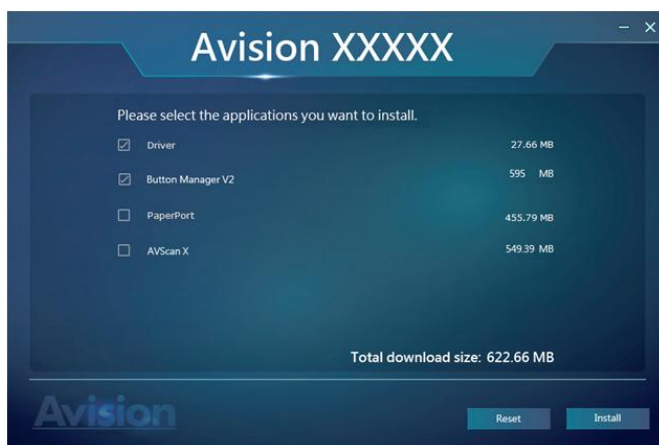 Avision XXXXX
Please select the applications you want to install.
Driver 27.66 MB
Button Manager V2 595 MB
PaperPort 455.79 MB
AVScan X 549.39 MB
Total download size: 622.66 MB
Avision
Reset Install